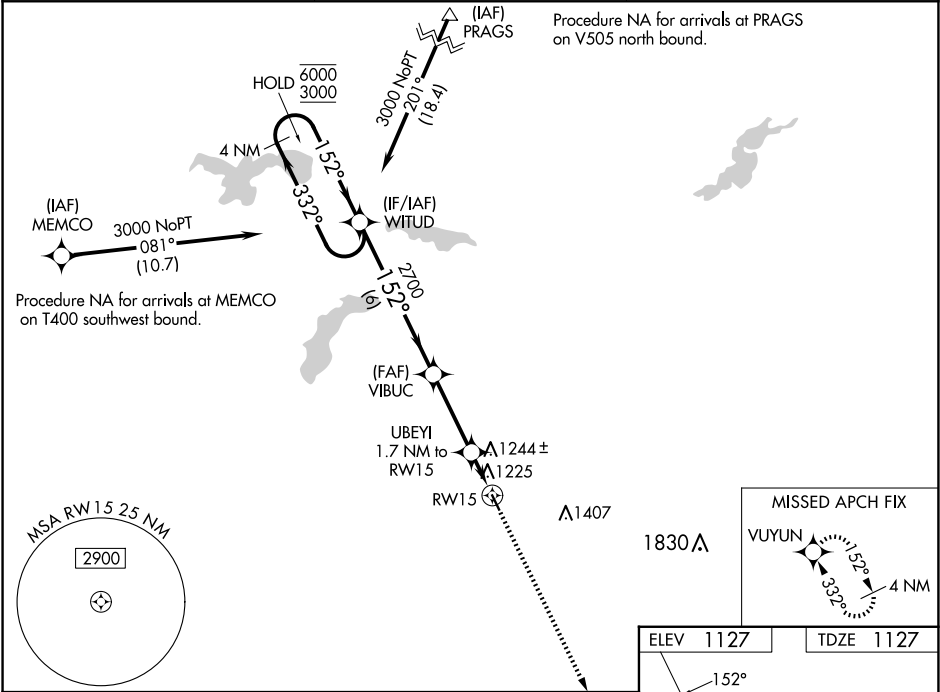 (IAF)
PRAGS
Procedure NA for arrivals at PRAGS
on V505 north bound.
HOLD
6000
3000
3000 NoPT
201°
(18.4)
4 NM
152°
332°
(IF/IAF)
WITUD
(IAF)
MEMCO
3000 NoPT
081°
(10.7)
Procedure NA for arrivals at MEMCO
on T400 southwest bound.
2700
152°
(6)
(FAF)
VIBUC
UBEYI
1.7 NM to
RW15
1244 ±
1225
RW15
1407
1830
MSA RW15 25 NM
2900
MISSED APCH FIX
VUYUN
152°
332°
4 NM
ELEV 1127
TDZE 1127
152°